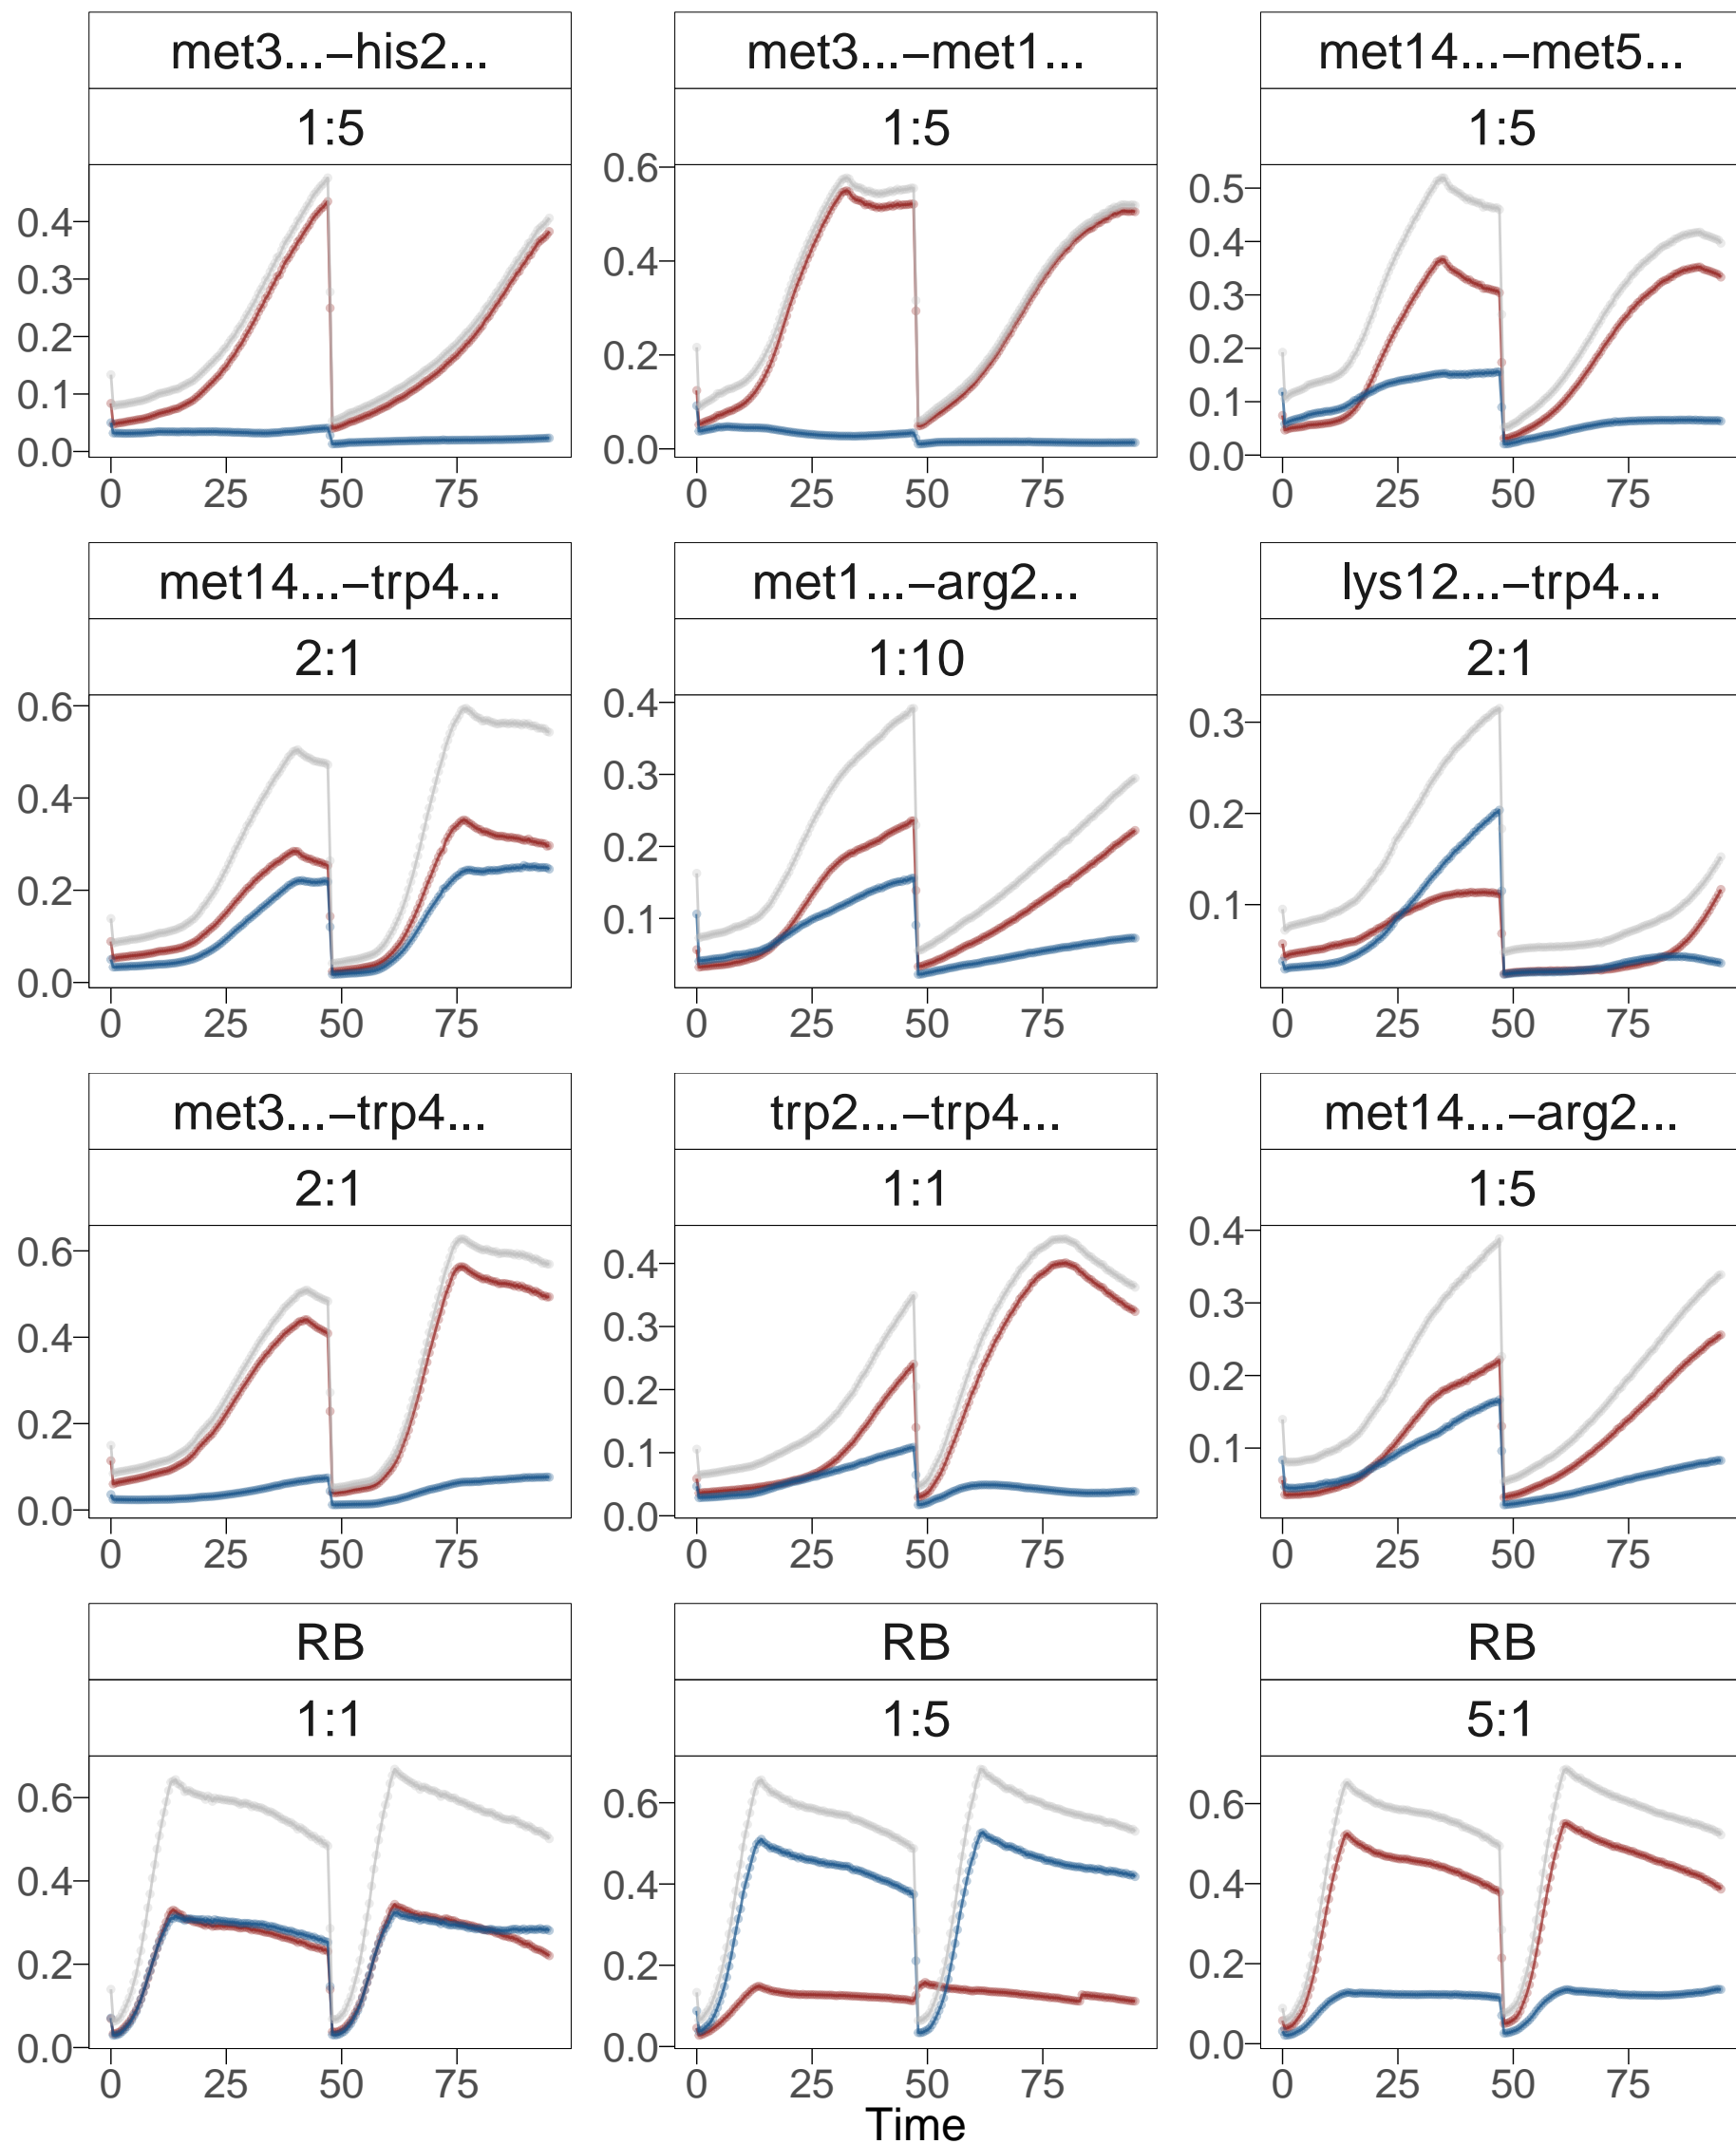 met3...–his2... met3...–met1... met14...–met5...
1:5 1:5 1:5
0.4 0.3 0.2 0.1 0.0
0.6 0.4 0.2 0.0
0.5 0.4 0.3 0.2 0.1 0.0
0 25 50 75 0 25 50 75 0 25 50 75
met14...–trp4... met1...–arg2... lys12...–trp4...
2:1 1:10 2:1
0.6 0.4 0.2 0.0
0.4 0.3 0.2 0.1
0.3 0.2 0.1
0 25 50 75 0 25 50 75 0 25 50 75
met3...–trp4... trp2...–trp4... met14...–arg2...
2:1 1:1 1:5
0.6 0.4 0.2 0.0
0.4 0.3 0.2 0.1 0.0
0.4 0.3 0.2 0.1
0 25 50 75 0 25 50 75 0 25 50 75
RB RB RB
1:1 1:5 5:1
0.6 0.4 0.2 0.0
0.6 0.4 0.2 0.0
0.6 0.4 0.2 0.0
0 25 50 75 0 25 50 75 0 25 50 75
Time